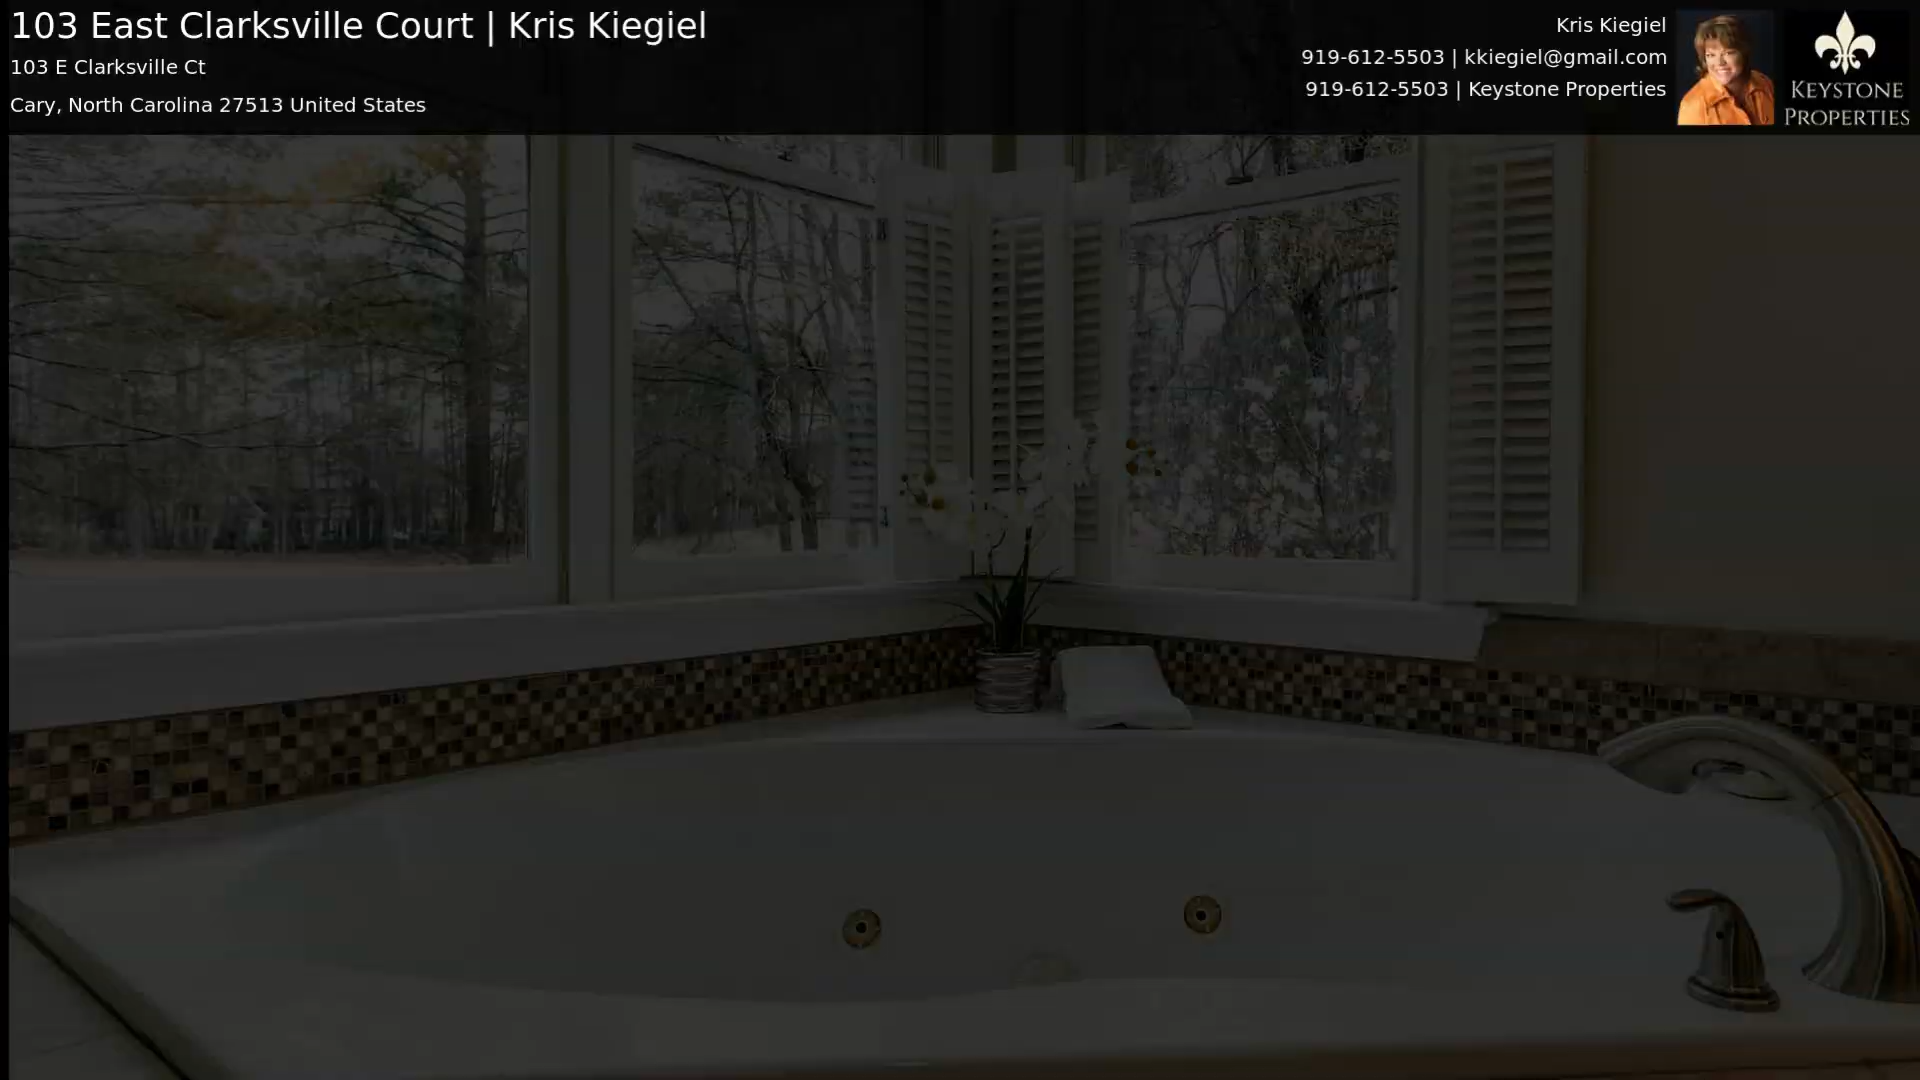 103 East Clarksville Court | Kris Kiegiel
103 E Clarksville Ct
Cary, North Carolina 27513 United States
Kris Kiegiel
919-612-5503 | kkiegiel@gmail.com
919-612-5503 | Keystone Properties
KEYSTONE
PROPERTIES